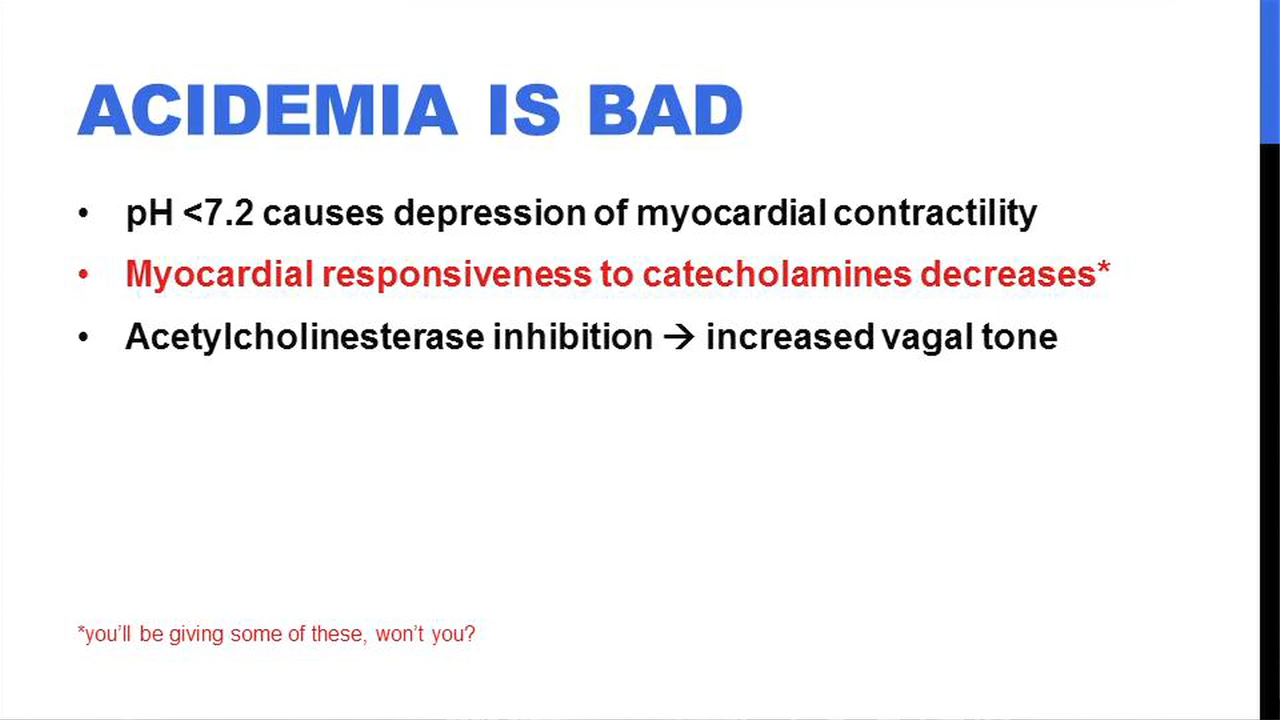 ACIDEMIA IS BAD
• pH <7.2 causes depression of myocardial contractility
• Myocardial responsiveness to catecholamines decreases*
• Acetylcholinesterase inhibition → increased vagal tone
*you’ll be giving some of these, won’t you?